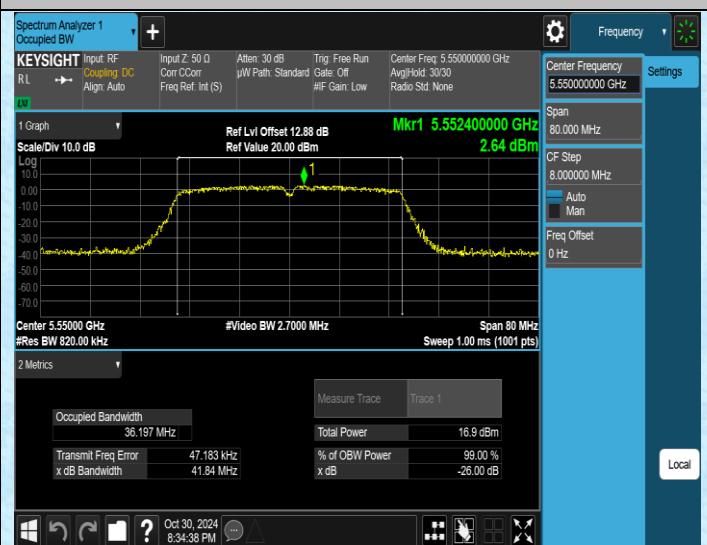 Spectrum Analyzer 1
Occupied BW
+
Frequency
KEYSIGHT
RL
LXI
Input: RF
Coupling: DC
Align: Auto
Input Z: 50 Ω
Corr CCorr
Freq Ref: Int (S)
Atten: 30 dB
µW Path: Standard
Trig: Free Run
Gate: Off
#IF Gain: Low
Center Freq: 5.550000000 GHz
Avg|Hold: 30/30
Radio Std: None
Center Frequency
5.550000000 GHz
Settings
Span
80.000 MHz
CF Step
8.000000 MHz
Auto
Man
Freq Offset
0 Hz
1 Graph
Scale/Div 10.0 dB
Ref Lvl Offset 12.88 dB
Ref Value 20.00 dBm
Mkr1 5.552400000 GHz
2.64 dBm
Log
10.0
0.00
-10.0
-20.0
-30.0
-40.0
-50.0
-60.0
-70.0
1
Center 5.55000 GHz
#Video BW 2.7000 MHz
Span 80 MHz
#Res BW 820.00 kHz
Sweep 1.00 ms (1001 pts)
2 Metrics
Measure Trace Trace 1
Occupied Bandwidth
36.197 MHz
Total Power 16.9 dBm
Transmit Freq Error 47.183 kHz
% of OBW Power 99.00 %
x dB Bandwidth 41.84 MHz
x dB -26.00 dB
Local
?
Oct 30, 2024
8:34:38 PM